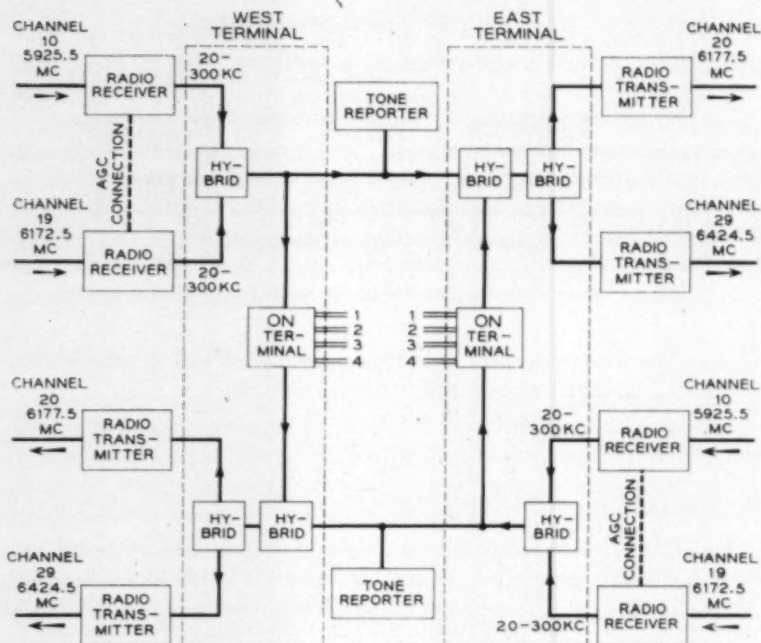 WEST
TERMINAL
EAST
TERMINAL
CHANNEL
10
5925.5
MC
RADIO
RECEIVER
20-
300 KC
TONE
REPORTER
RADIO
TRANS-
MITTER
CHANNEL
20
6177.5
MC
AGC
CONNECTION
HY-
BRID
HY-
BRID
HY-
BRID
CHANNEL
19
6172.5
MC
RADIO
RECEIVER
20-
300 KC
RADIO
TRANS-
MITTER
CHANNEL
29
6424.5
MC
ON
TER-
MINAL
1
2
3
4
1
2
3
4
ON
TER-
MINAL
CHANNEL
20
6177.5
MC
RADIO
TRANS-
MITTER
20-
300 KC
RADIO
RECEIVER
CHANNEL
10
5925.5
MC
HY-
BRID
HY-
BRID
HY-
BRID
AGC
CONNECTION
CHANNEL
29
6424.5
MC
RADIO
TRANS-
MITTER
TONE
REPORTER
20-300KC
RADIO
RECEIVER
CHANNEL
19
6172.5
MC